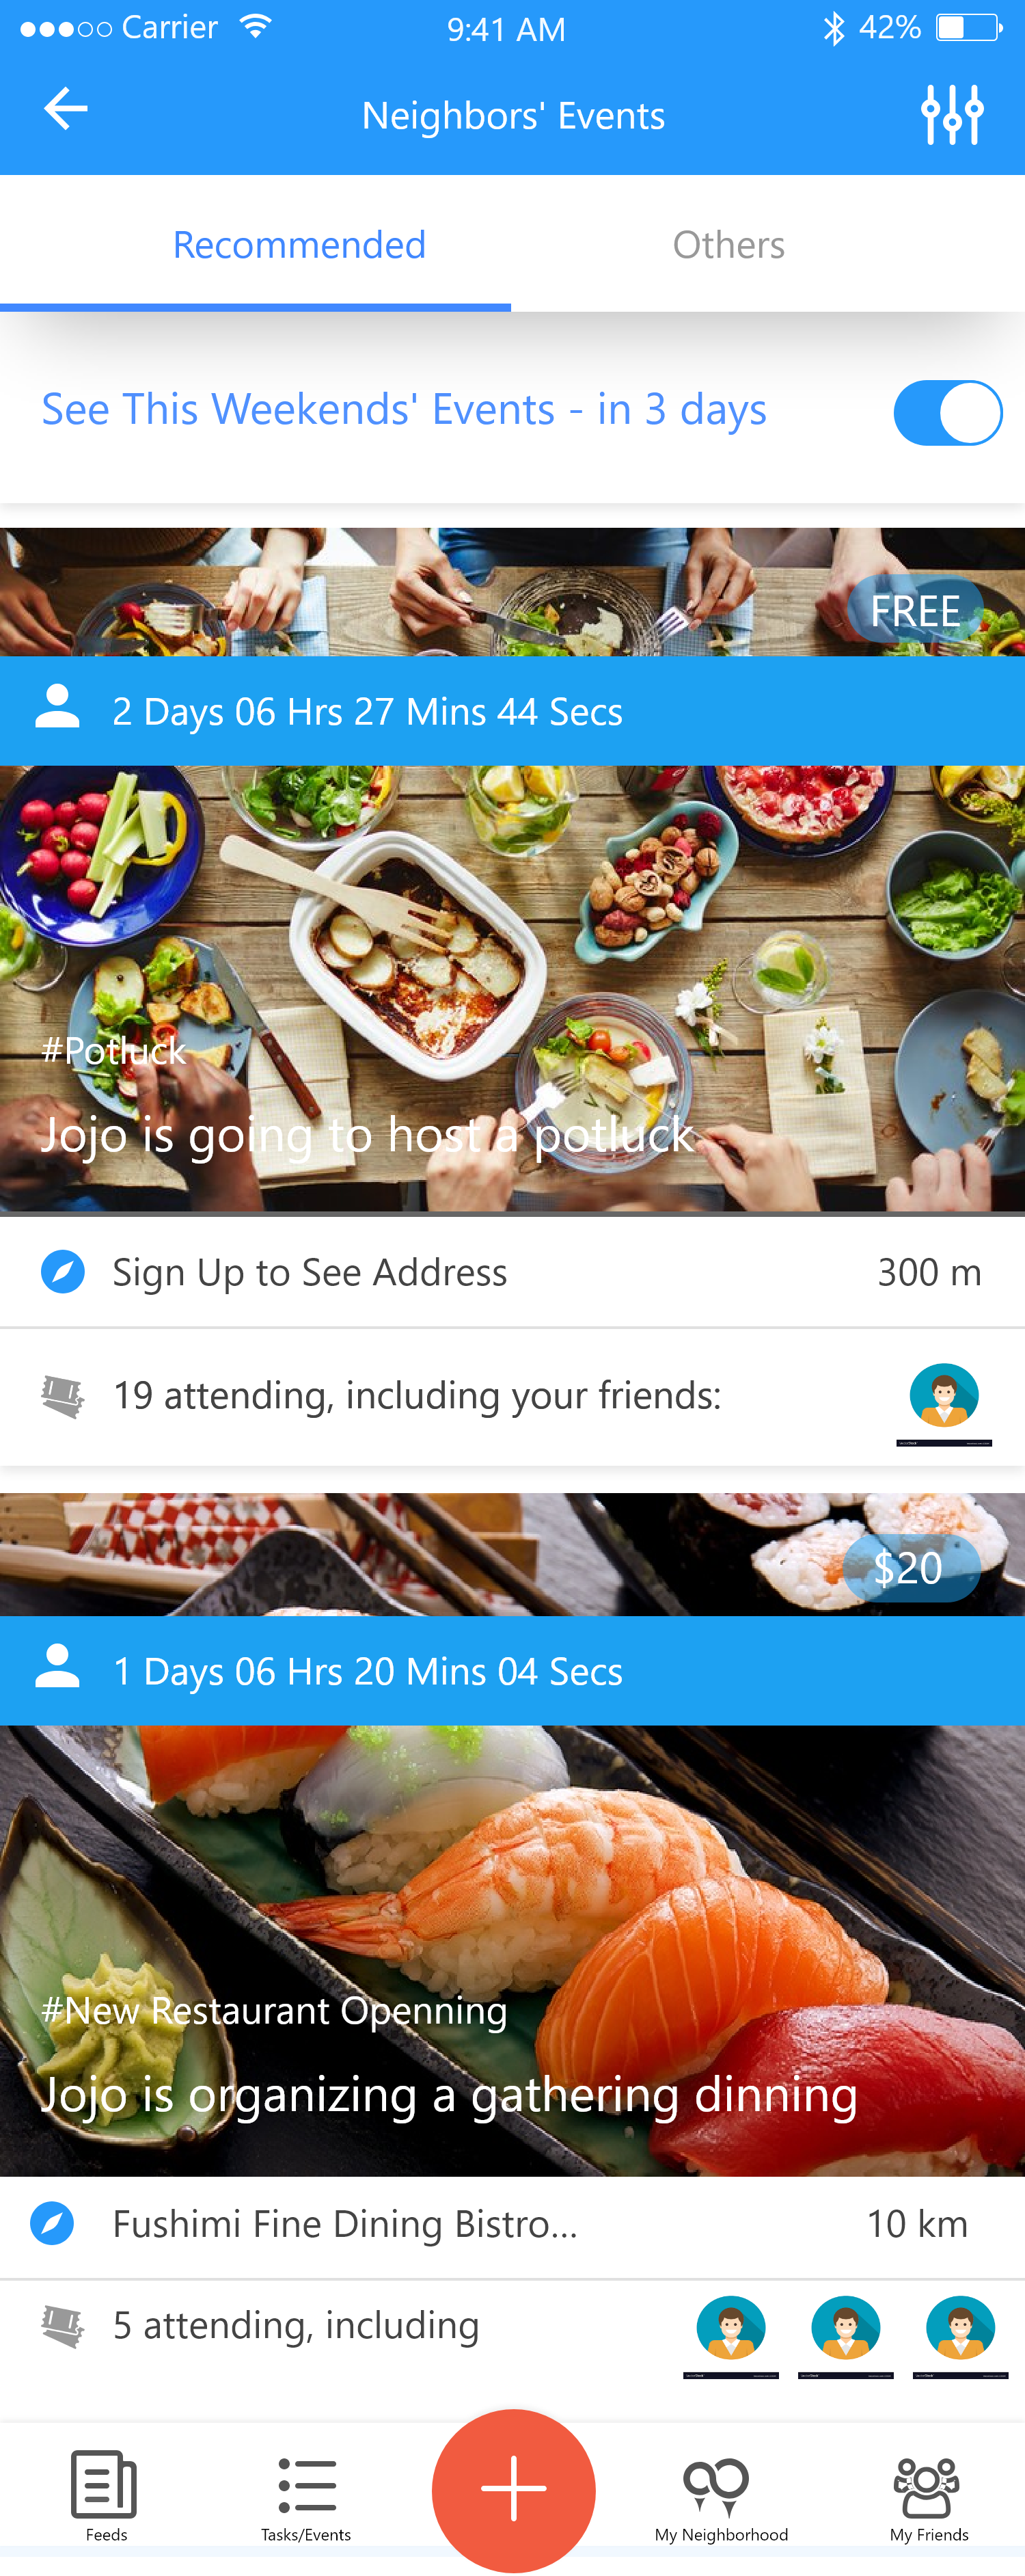 Carrier 9:41 AM 42%
Neighbors' Events
Recommended Others
See This Weekends' Events - in 3 days
FREE
2 Days 06 Hrs 27 Mins 44 Secs
#Potluck
Jojo is going to host a potluck
Sign Up to See Address 300 m
19 attending, including your friends:
$20
1 Days 06 Hrs 20 Mins 04 Secs
#New Restaurant Openning
Jojo is organizing a gathering dinning
Fushimi Fine Dining Bistro... 10 km
5 attending, including
Feeds Tasks/Events My Neighborhood My Friends